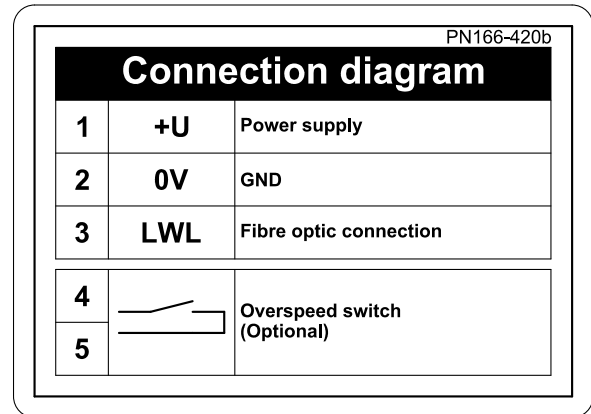 PN166-420b
Connection diagram
1 +U Power supply
2 0V GND
3 LWL Fibre optic connection
4
Overspeed switch
(Optional)
5